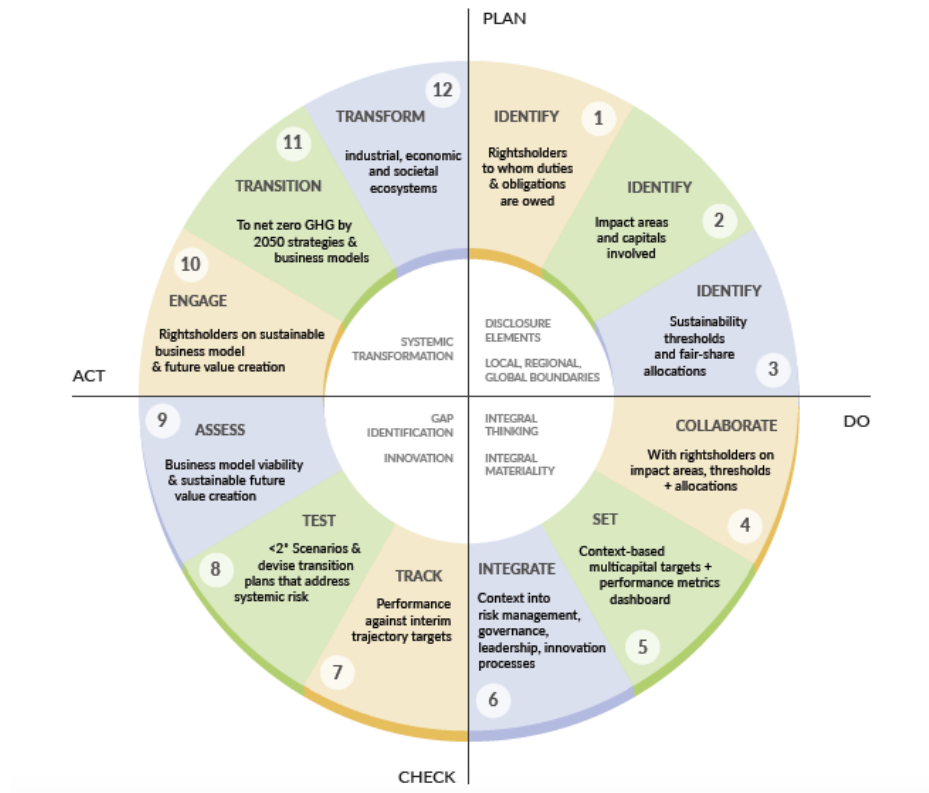 PLAN
1
IDENTIFY
Rightsholders
to whom duties
& obligations
are owed
2
IDENTIFY
Impact areas
and capitals
involved
3
IDENTIFY
Sustainability
thresholds
and fair-share
allocations
DISCLOSURE
ELEMENTS
LOCAL, REGIONAL,
GLOBAL BOUNDARIES
DO
4
COLLABORATE
With rightsholders on
impact areas, thresholds
+ allocations
5
SET
Context-based
multicapital targets +
performance metrics
dashboard
6
INTEGRATE
Context into
risk management,
governance,
leadership, innovation
processes
INTEGRAL
THINKING
INTEGRAL
MATERIALITY
CHECK
7
TRACK
Performance
against interim
trajectory targets
8
TEST
<2° Scenarios &
devise transition
plans that address
systemic risk
9
ASSESS
Business model viability
& sustainable future
value creation
GAP
IDENTIFICATION
INNOVATION
ACT
10
ENGAGE
Rightsholders on sustainable
business model
& future value creation
11
TRANSITION
To net zero GHG by
2050 strategies &
business models
12
TRANSFORM
industrial, economic
and societal
ecosystems
SYSTEMIC
TRANSFORMATION